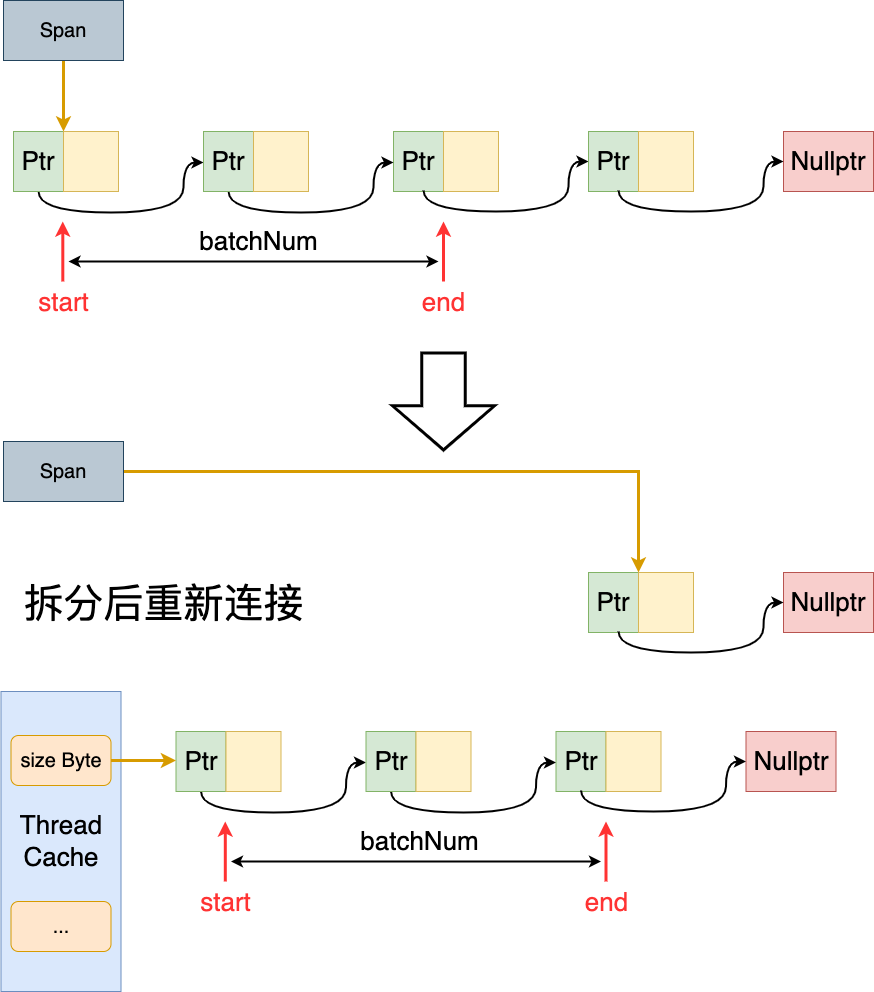 Span
Ptr
Ptr
Ptr
Ptr
Nullptr
batchNum
start
end
Span
Ptr
Nullptr
拆分后重新连接
size Byte
Ptr
Ptr
Ptr
Nullptr
Thread
Cache
batchNum
start
end
...